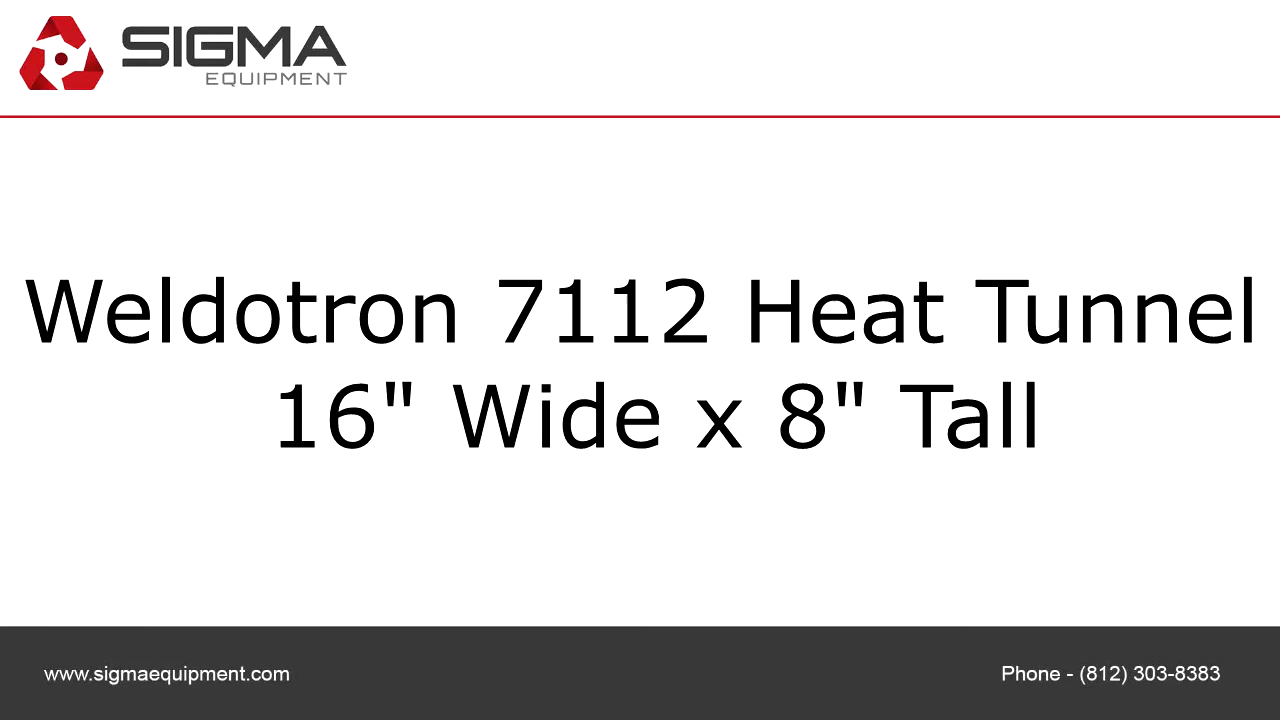 SIGMA
EQUIPMENT
Weldotron 7112 Heat Tunnel
16" Wide x 8" Tall
www.sigmaequipment.com
Phone - (812) 303-8383